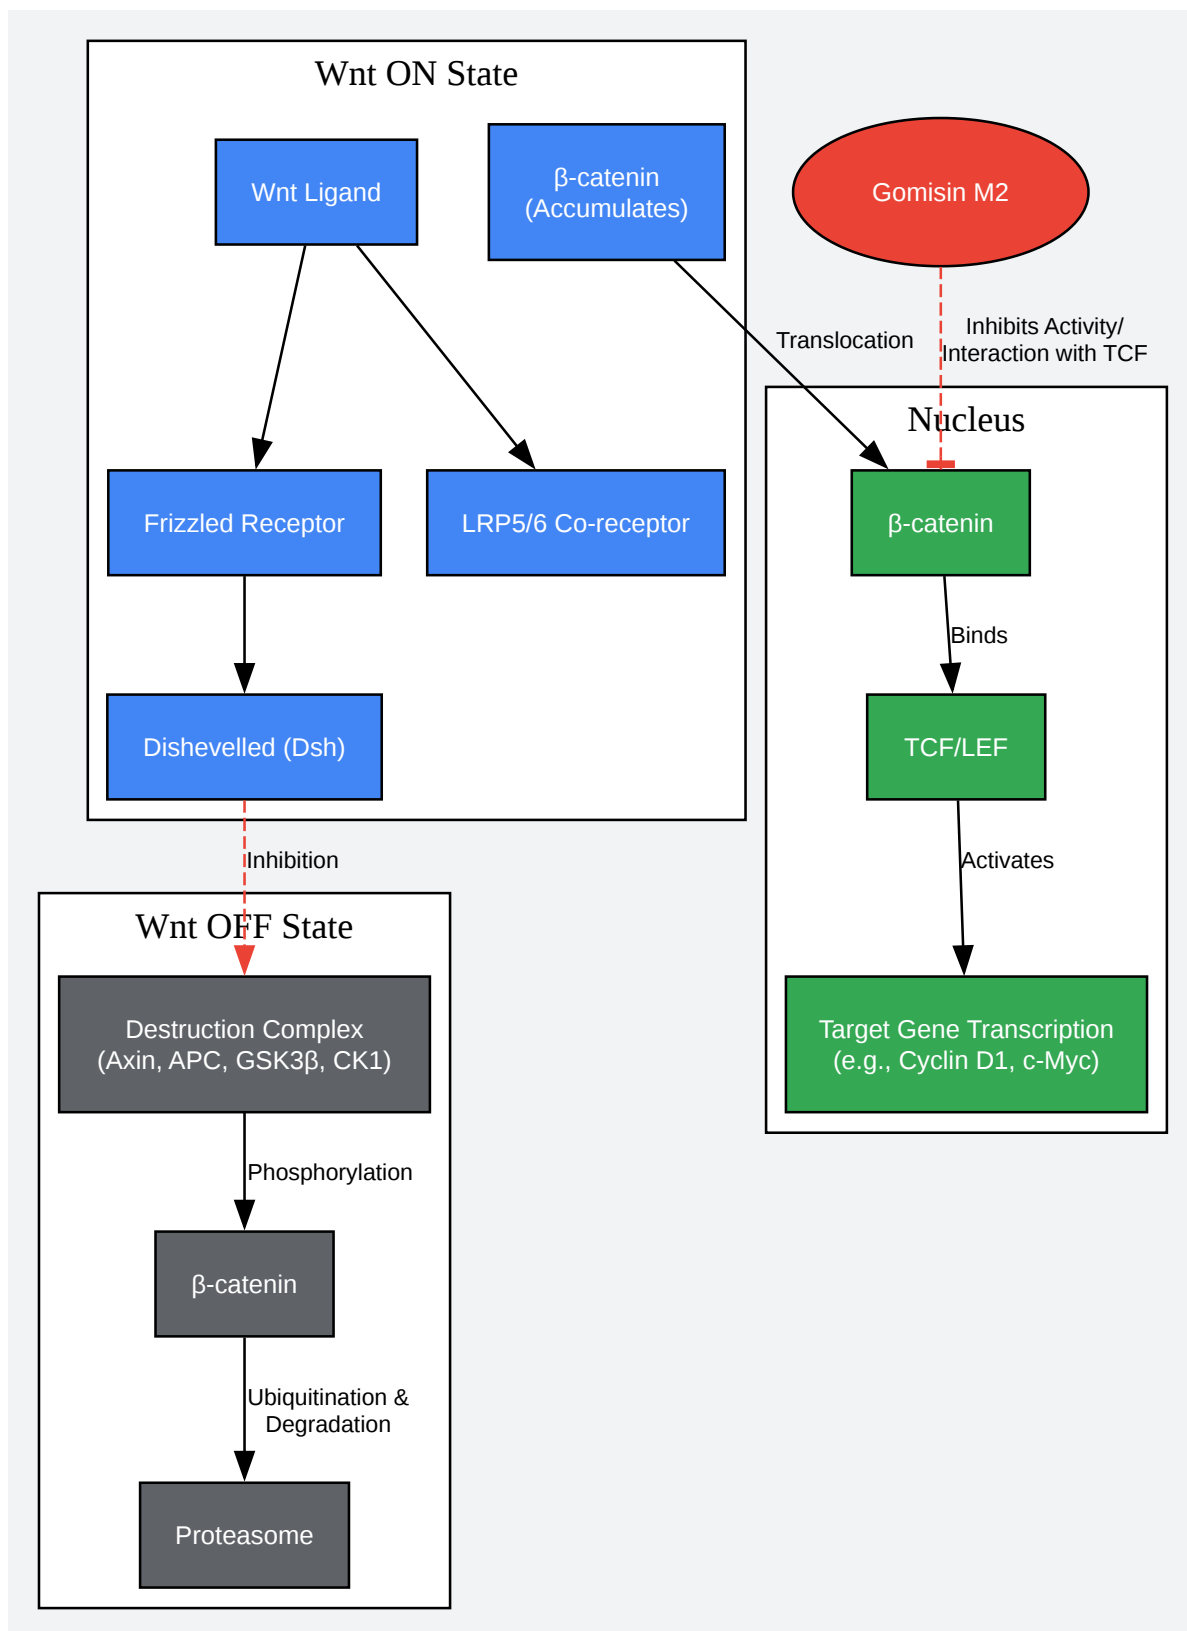 Wnt ON State
Wnt Ligand
β-catenin
(Accumulates)
Gomisin M2
Translocation
Inhibits Activity/
Interaction with TCF
Nucleus
Frizzled Receptor
LRP5/6 Co-receptor
β-catenin
Binds
Dishevelled (Dsh)
TCF/LEF
Inhibition
Activates
Wnt OFF State
Destruction Complex
(Axin, APC, GSK3β, CK1)
Target Gene Transcription
(e.g., Cyclin D1, c-Myc)
Phosphorylation
β-catenin
Ubiquitination &
Degradation
Proteasome